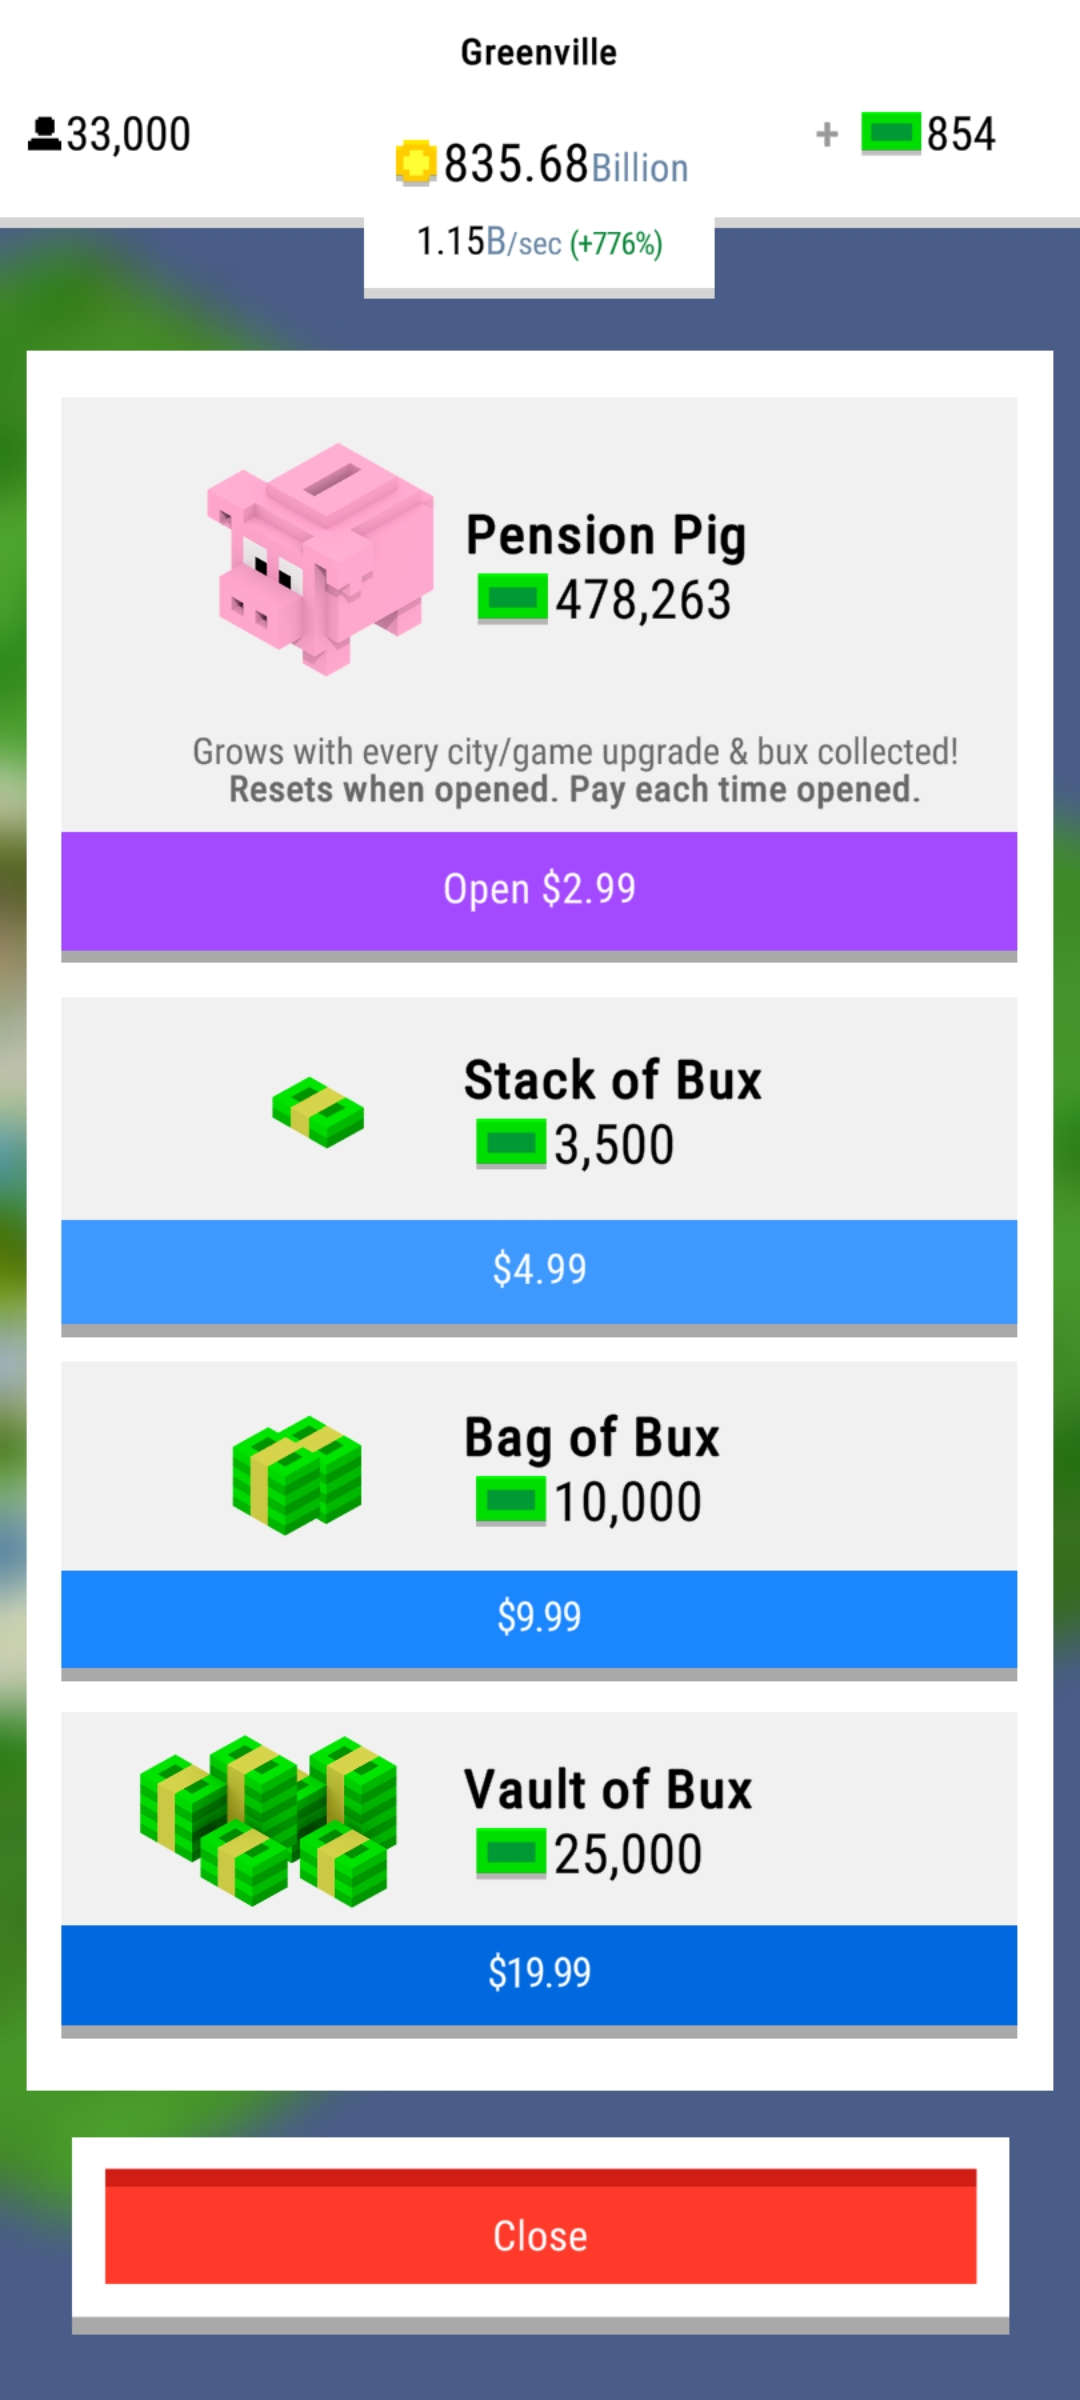 Greenville
33,000
835.68Billion
+ 854
1.15B/sec (+776%)
Pension Pig
478,263
Grows with every city/game upgrade & bux collected!
Resets when opened. Pay each time opened.
Open $2.99
Stack of Bux
3,500
$4.99
Bag of Bux
10,000
$9.99
Vault of Bux
25,000
$19.99
Close